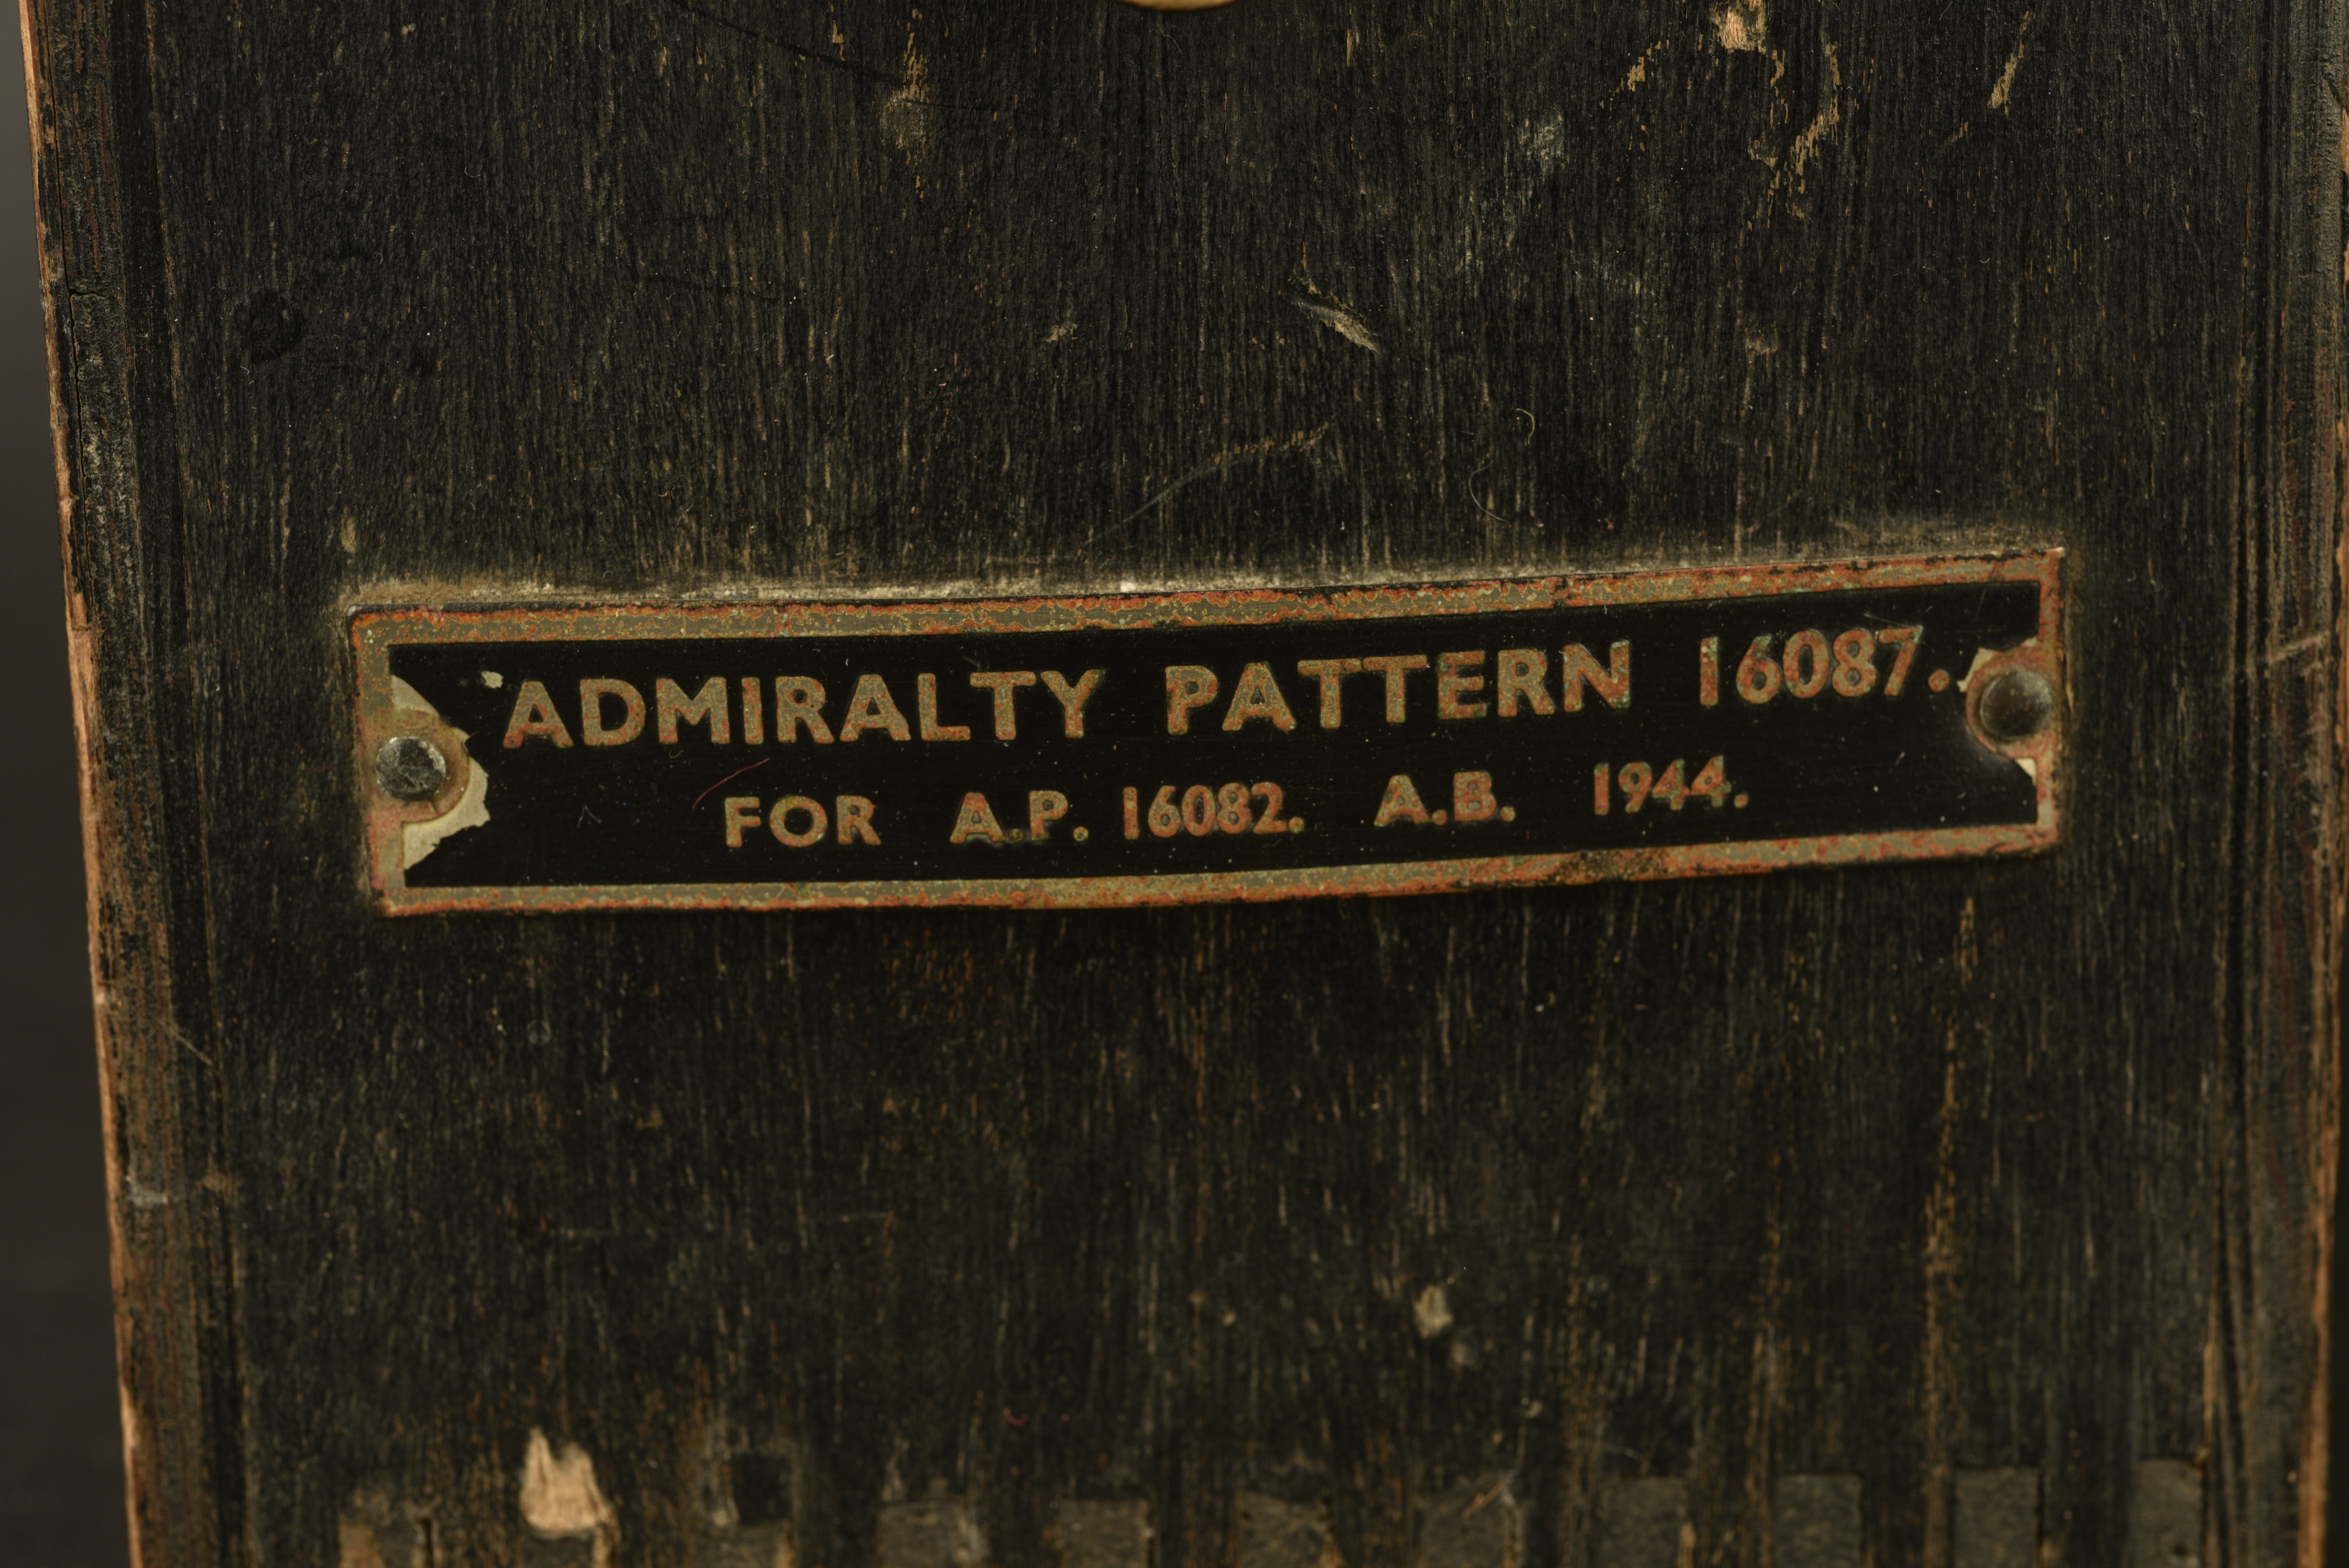 ADMIRALTY PATTERN 16087.
FOR A.P. 16082. A.B. 1944.